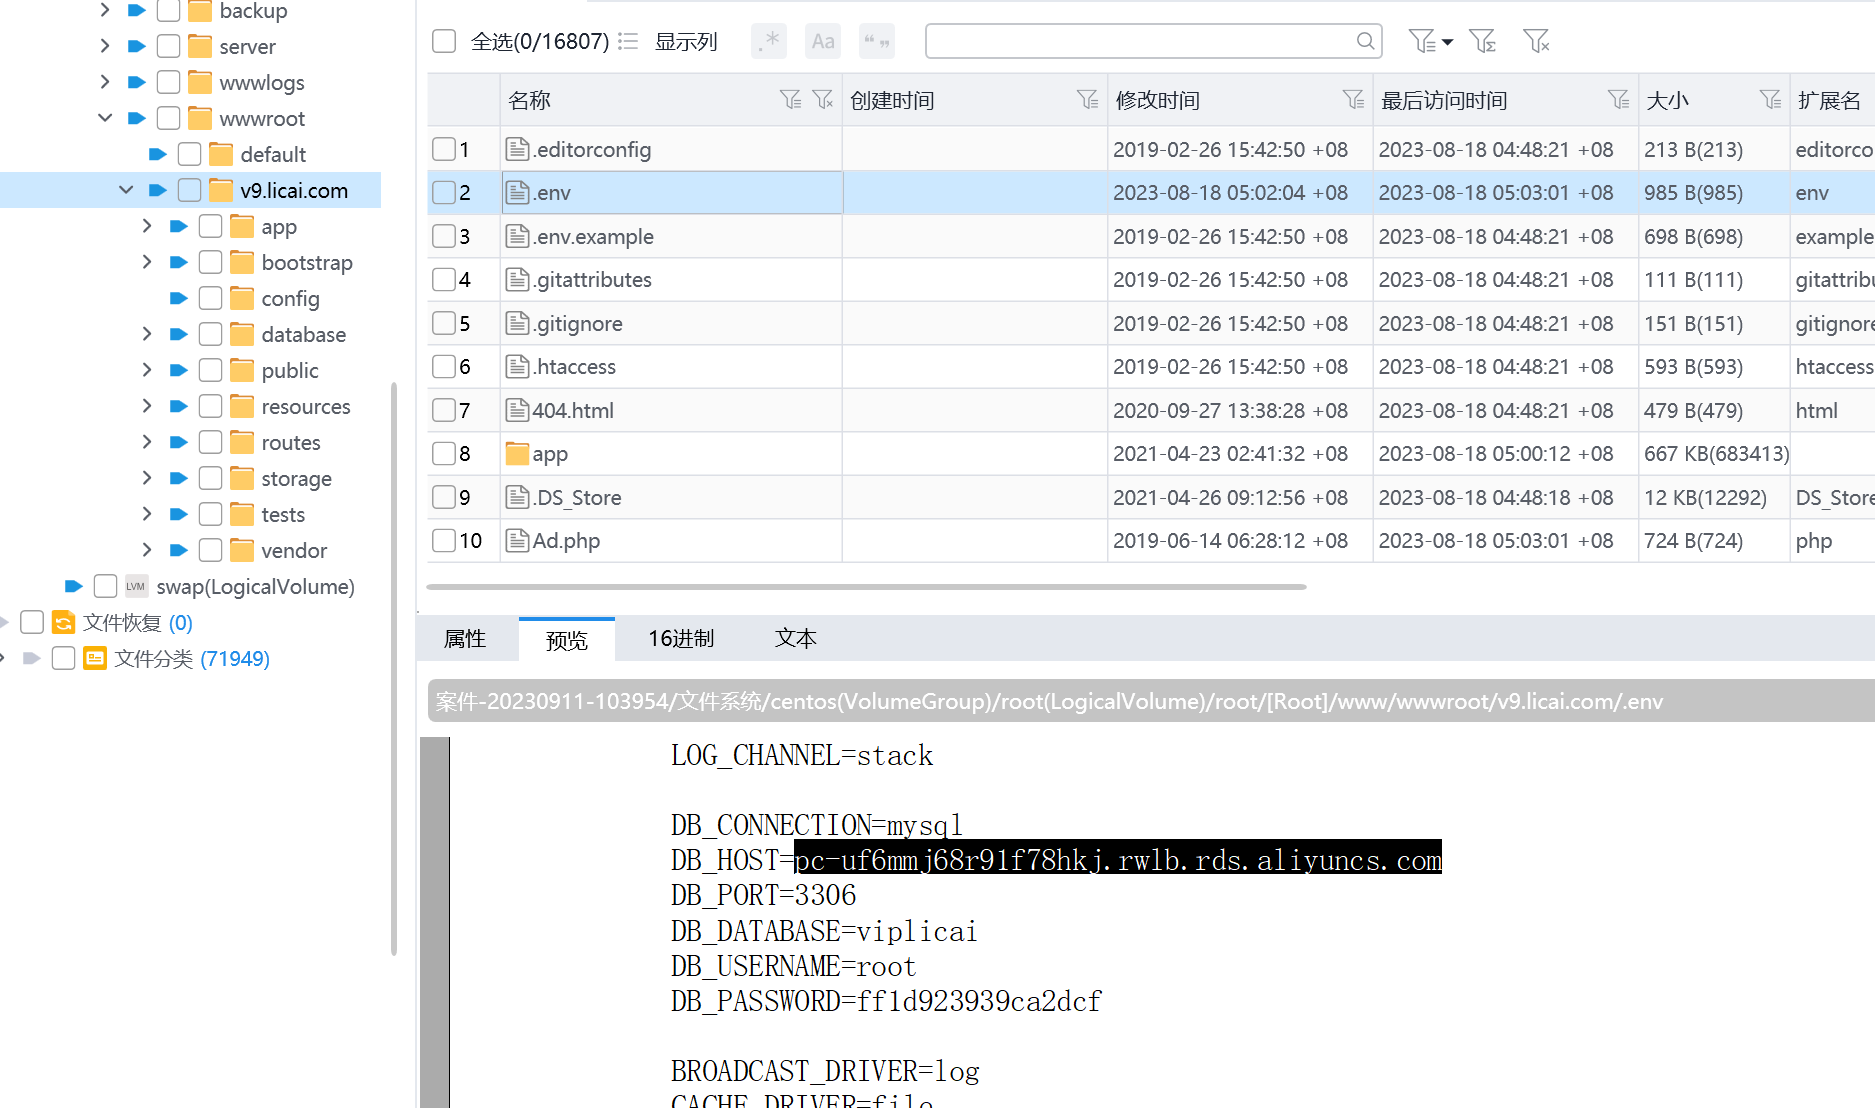 backup
server
wwwlogs
wwwroot
default
v9.licai.com
app
bootstrap
config
database
public
resources
routes
storage
tests
vendor
LVM swap(LogicalVolume)
文件恢复 (0)
文件分类 (71949)
全选(0/16807) 显示列 .* Aa “ ”
名称 创建时间 修改时间 最后访问时间 大小 扩展名
1 .editorconfig 2019-02-26 15:42:50 +08 2023-08-18 04:48:21 +08 213 B(213) editorco
2 .env 2023-08-18 05:02:04 +08 2023-08-18 05:03:01 +08 985 B(985) env
3 .env.example 2019-02-26 15:42:50 +08 2023-08-18 04:48:21 +08 698 B(698) example
4 .gitattributes 2019-02-26 15:42:50 +08 2023-08-18 04:48:21 +08 111 B(111) gitattribu
5 .gitignore 2019-02-26 15:42:50 +08 2023-08-18 04:48:21 +08 151 B(151) gitignore
6 .htaccess 2019-02-26 15:42:50 +08 2023-08-18 04:48:21 +08 593 B(593) htaccess
7 404.html 2020-09-27 13:38:28 +08 2023-08-18 04:48:21 +08 479 B(479) html
8 app 2021-04-23 02:41:32 +08 2023-08-18 05:00:12 +08 667 KB(683413)
9 .DS_Store 2021-04-26 09:12:56 +08 2023-08-18 04:48:18 +08 12 KB(12292) DS_Store
10 Ad.php 2019-06-14 06:28:12 +08 2023-08-18 05:03:01 +08 724 B(724) php
属性 预览 16进制 文本
案件-20230911-103954/文件系统/centos(VolumeGroup)/root(LogicalVolume)/root/[Root]/www/wwwroot/v9.licai.com/.env
LOG_CHANNEL=stack
DB_CONNECTION=mysql
DB_HOST=pc-uf6mmj68r91f78hkj.rwlb.rds.aliyuncs.com
DB_PORT=3306
DB_DATABASE=viplicai
DB_USERNAME=root
DB_PASSWORD=ff1d923939ca2dcf
BROADCAST_DRIVER=log
CACHE_DRIVER=file